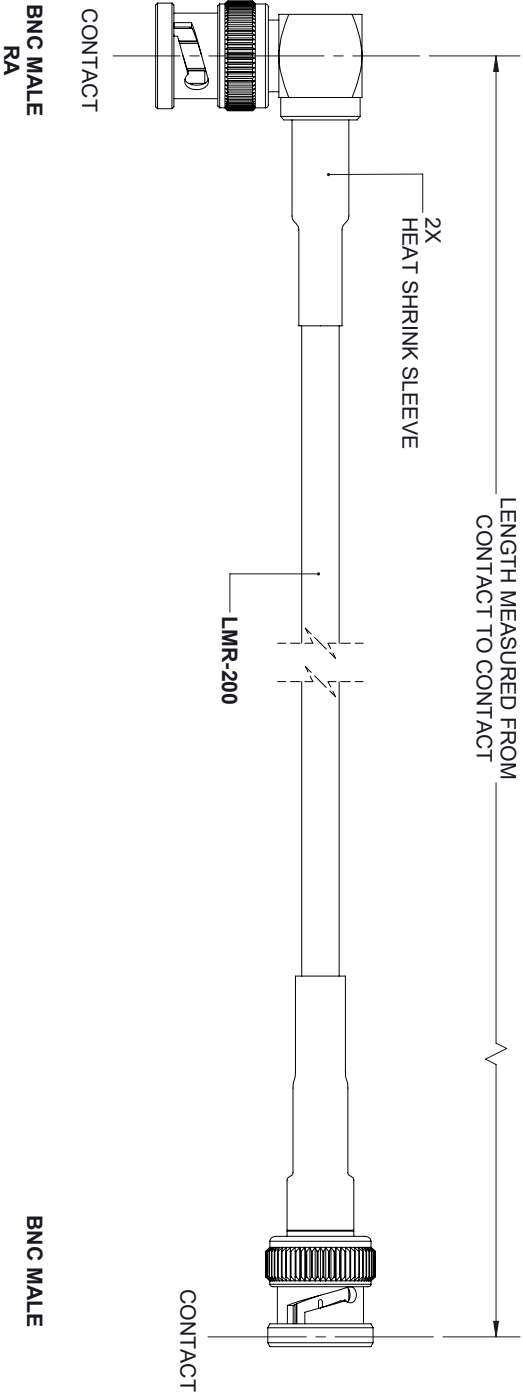 LENGTH MEASURED FROM
CONTACT TO CONTACT
2X
HEAT SHRINK SLEEVE
LMR-200
CONTACT
BNC MALE
RA
CONTACT
BNC MALE